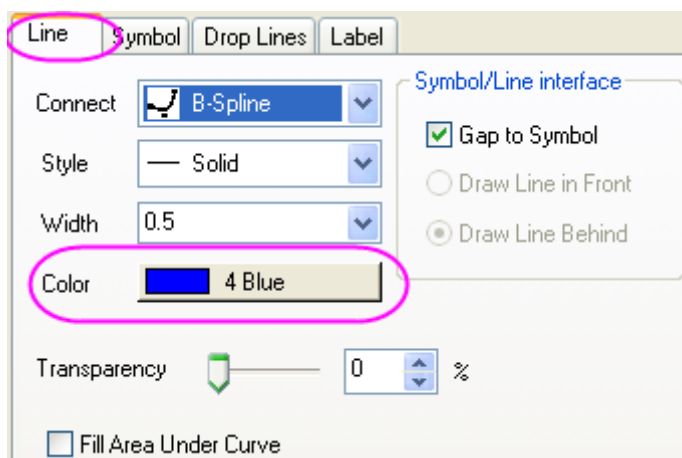 Line Symbol Drop Lines Label
Connect B-Spline
Style Solid
Width 0.5
Color 4 Blue
Transparency 0 %
Fill Area Under Curve
Symbol/Line interface
Gap to Symbol
Draw Line in Front
Draw Line Behind